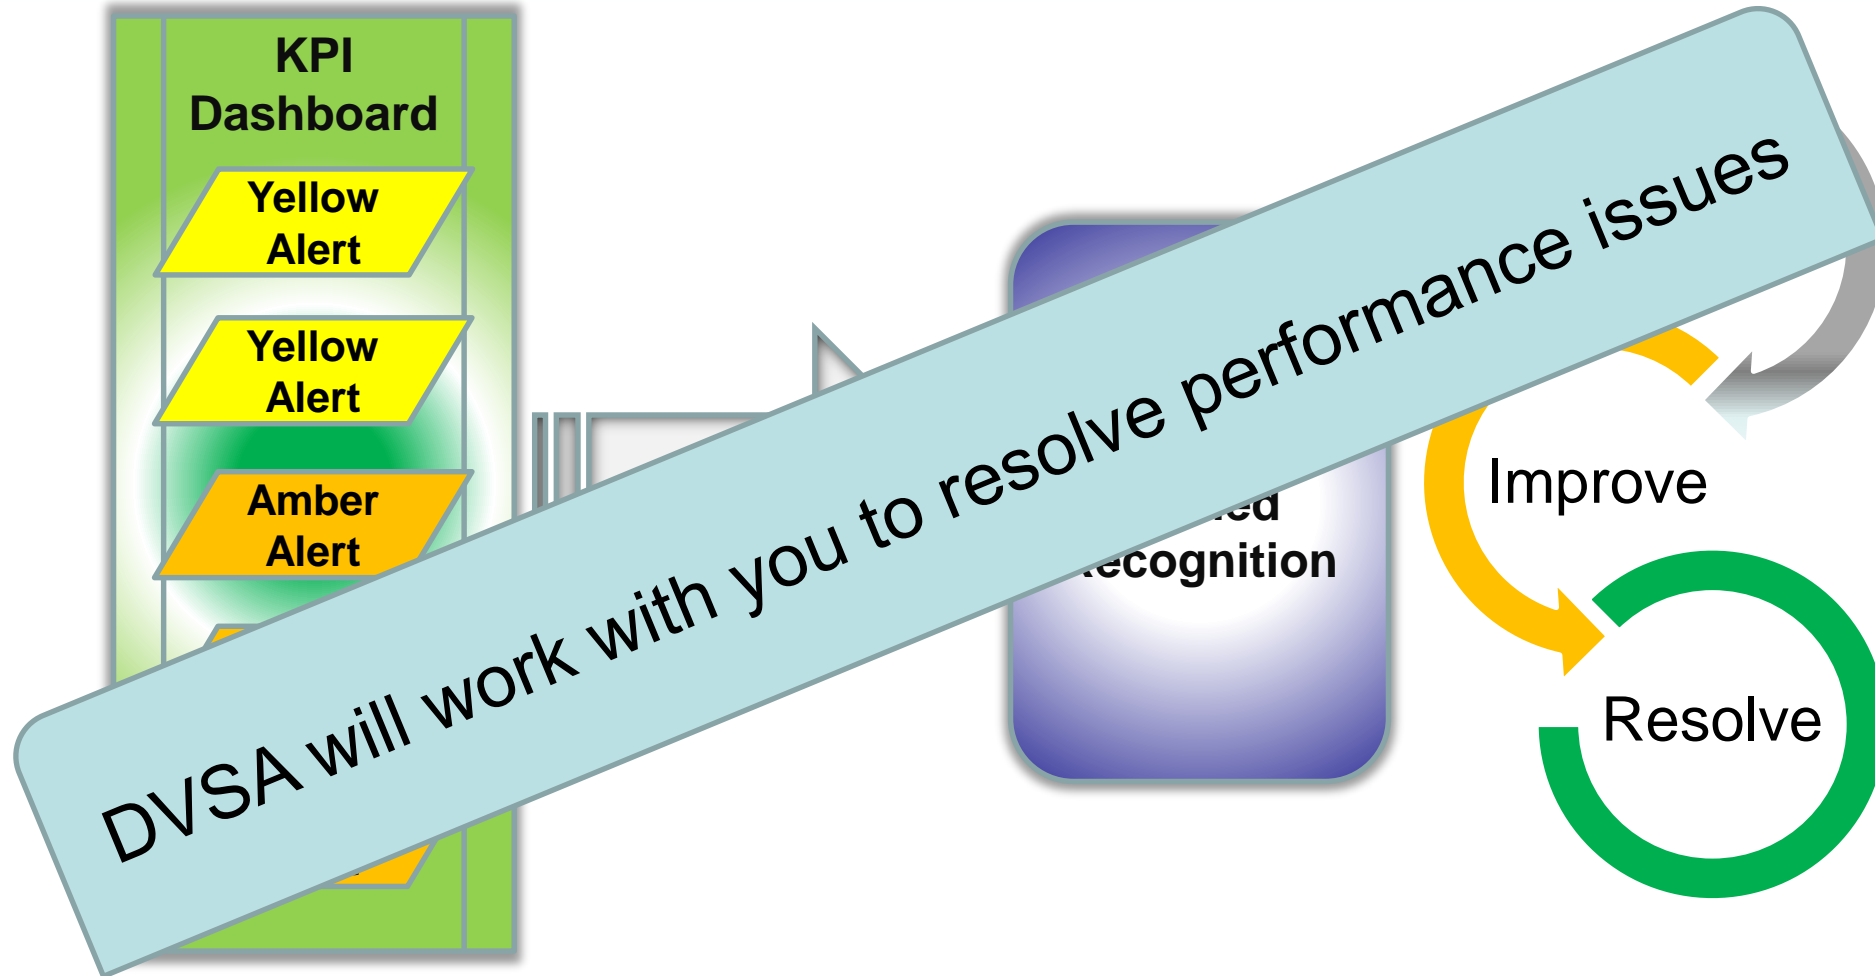 KPI
Dashboard
Yellow
Alert
Yellow
Alert
Amber
Alert
DVSA will work with you to resolve performance issues
Improve
Resolve